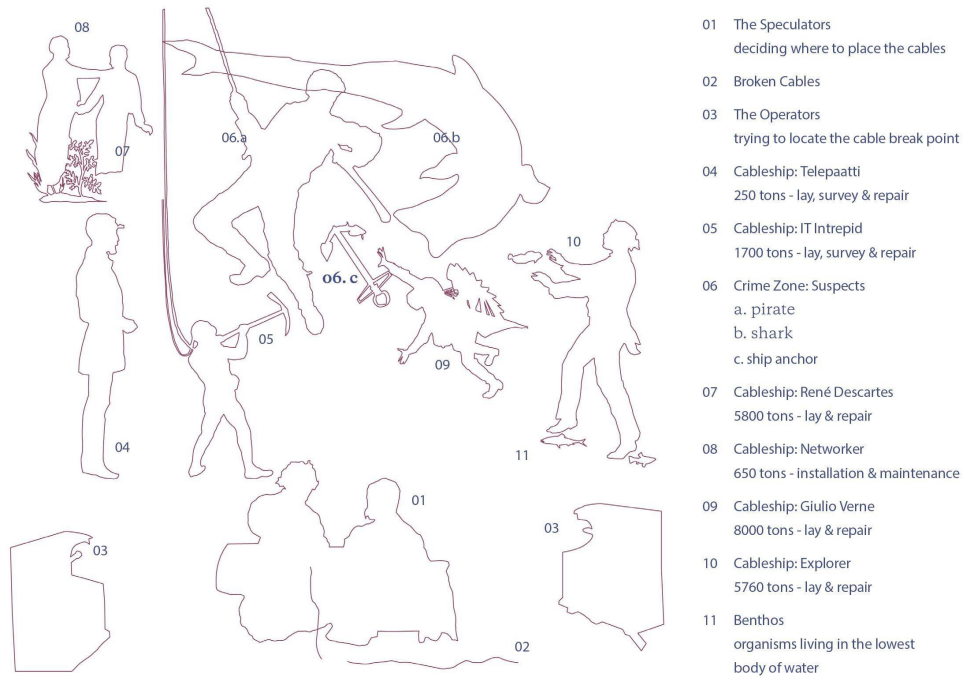 08
06.a
06.b
07
10
06. c
05
09
04
11
01
03
03
02
01 The Speculators
deciding where to place the cables
02 Broken Cables
03 The Operators
trying to locate the cable break point
04 Cableship: Telepaatti
250 tons - lay, survey & repair
05 Cableship: IT Intrepid
1700 tons - lay, survey & repair
06 Crime Zone: Suspects
a. pirate
b. shark
c. ship anchor
07 Cableship: René Descartes
5800 tons - lay & repair
08 Cableship: Networker
650 tons - installation & maintenance
09 Cableship: Giulio Verne
8000 tons - lay & repair
10 Cableship: Explorer
5760 tons - lay & repair
11 Benthos
organisms living in the lowest
body of water